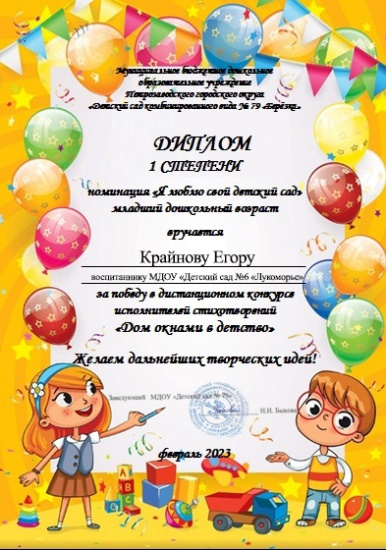 Муниципальное бюджетное дошкольное
образовательное учреждение
Петрозаводского городского округа
«Детский сад комбинированного вида № 79 «Берёзка»
ДИПЛОМ
1 СТЕПЕНИ
номинация «Я люблю свой детский сад»
младший дошкольный возраст
вручается
Крайнову Егору
воспитаннику МДОУ «Детский сад №6 «Лукоморье»
за победу в дистанционном конкурсе
исполнителей стихотворений
«Дом окнами в детство»
Желаем дальнейших творческих идей!
Заведующий МДОУ «Детский сад № 79»
Н.Н. Быкова
февраль 2023